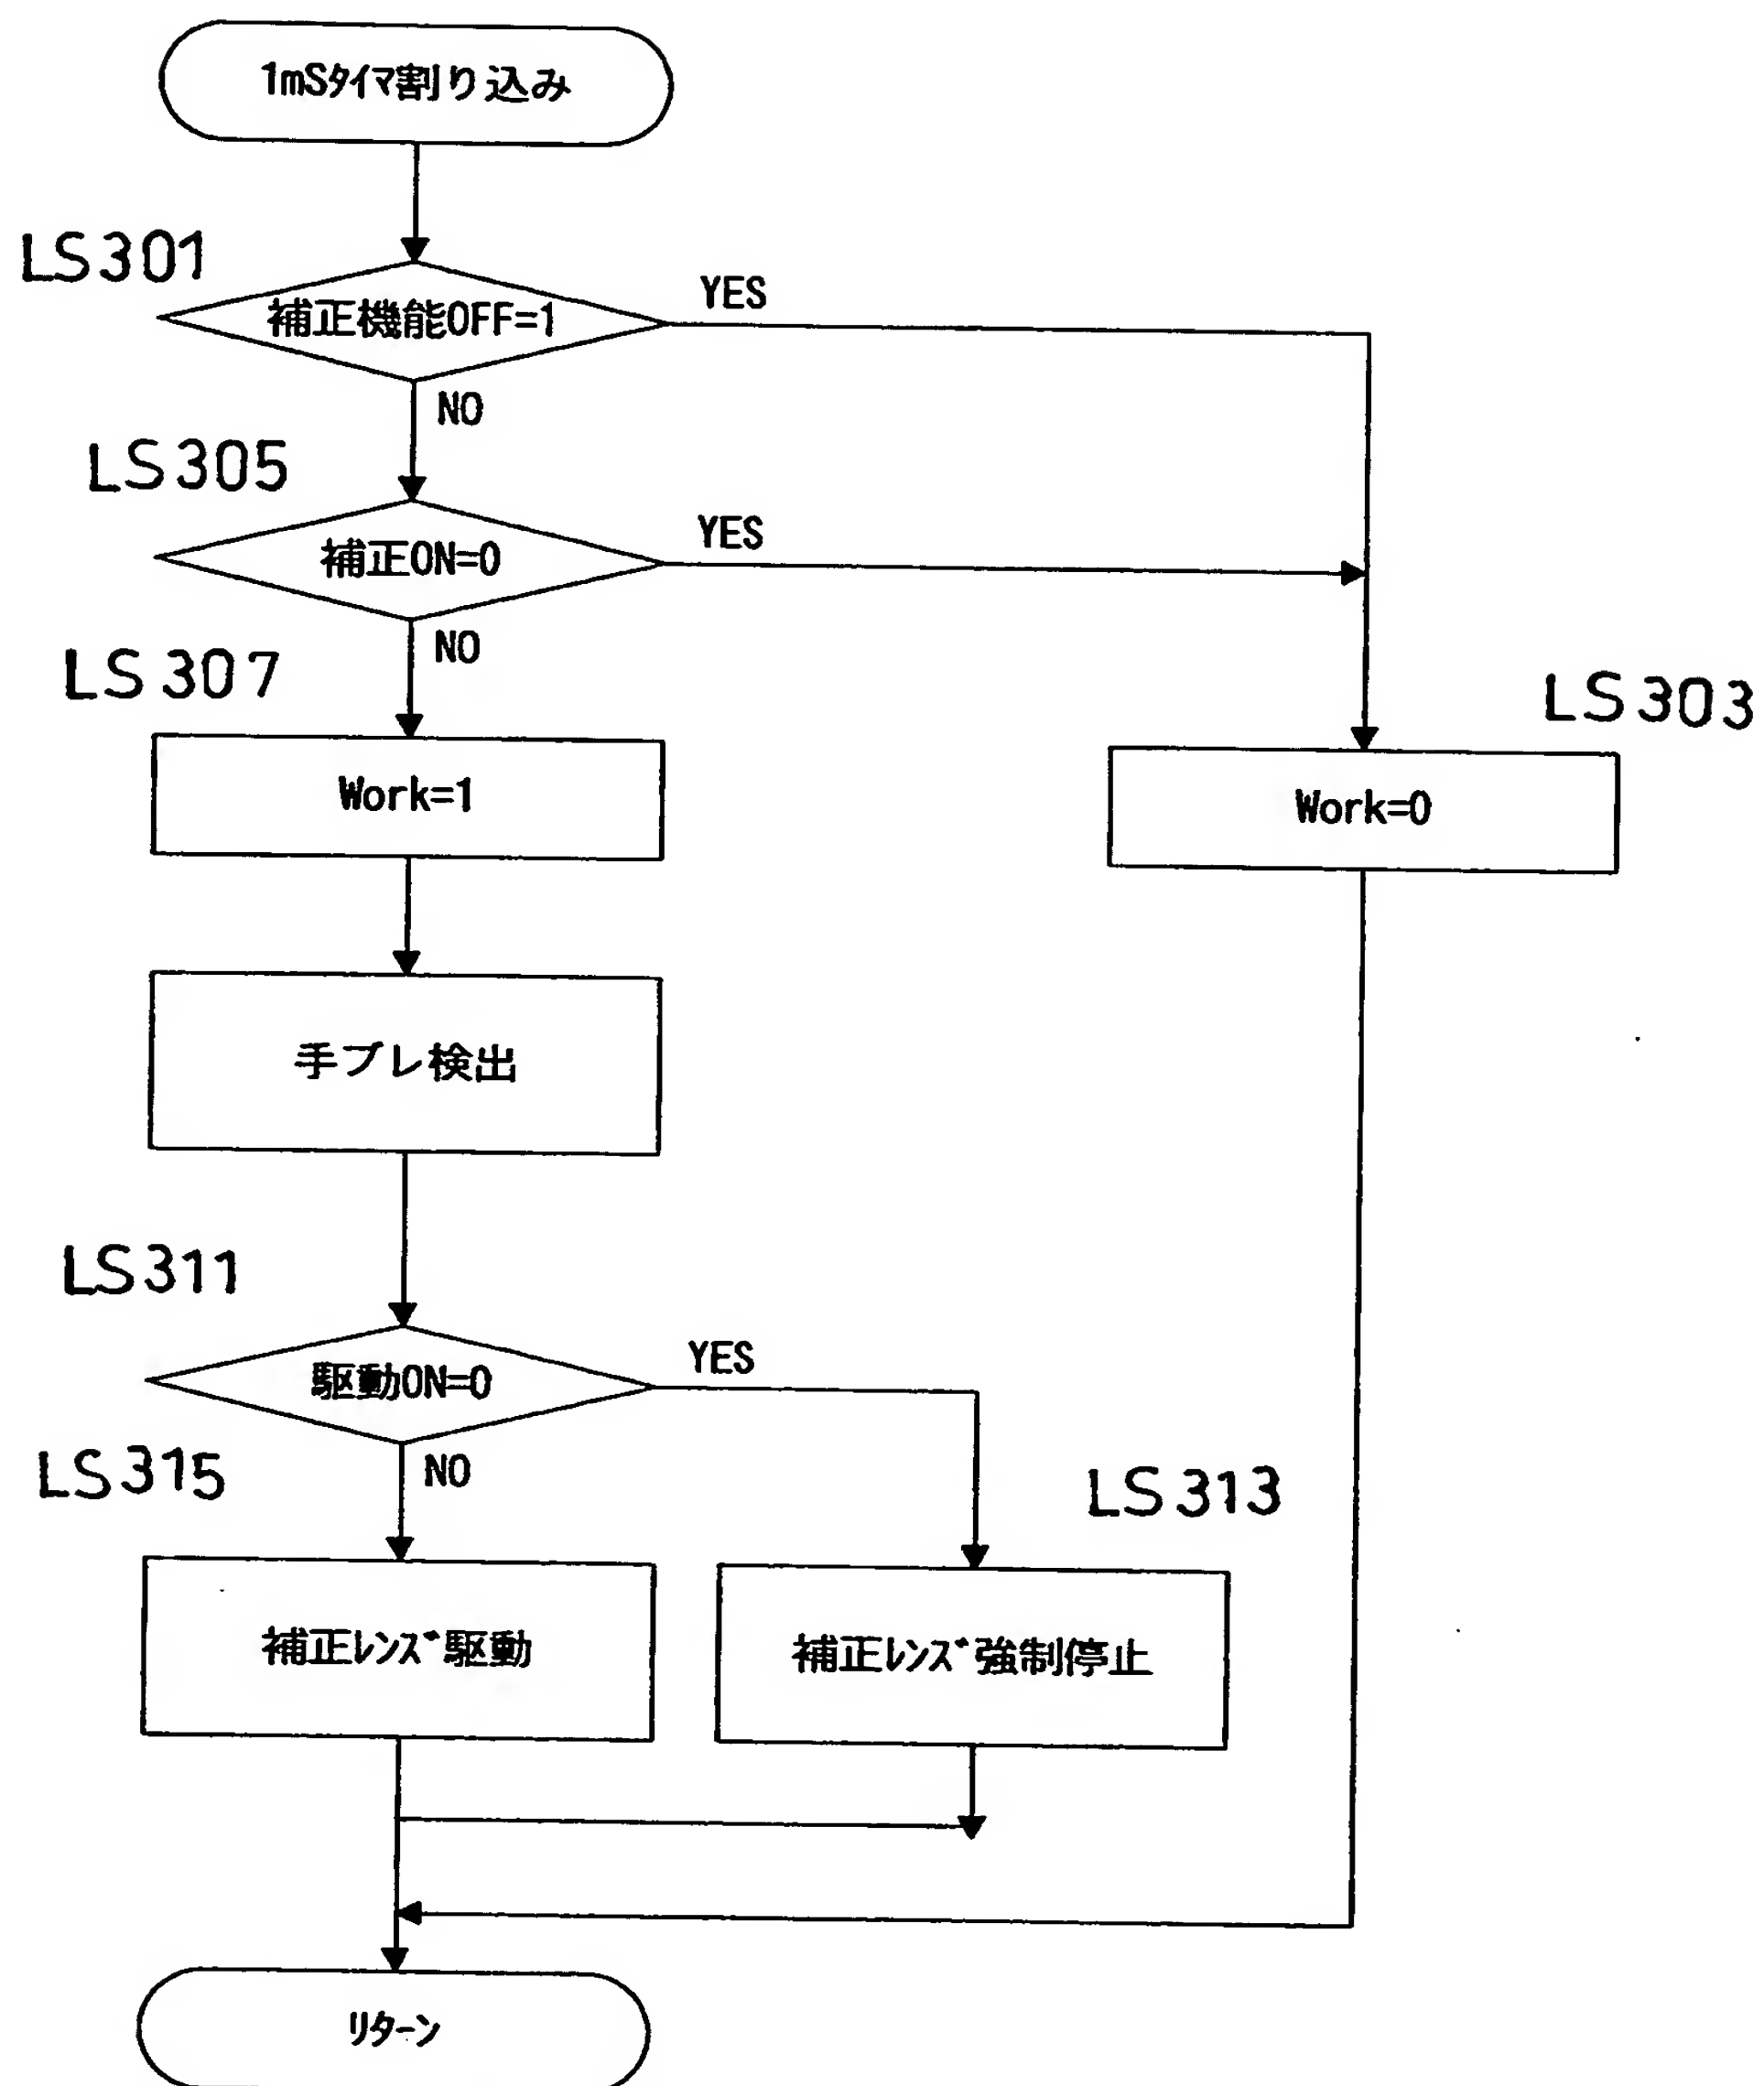 1mSﾀｲﾏ割り込み
LS301
補正機能OFF=1
YES
NO
LS305
補正ON=0
YES
NO
LS307
Work=1
LS303
Work=0
手ブレ検出
LS311
駆動ON=0
YES
NO
LS315
補正ﾚﾝｽﾞ駆動
LS313
補正ﾚﾝｽﾞ強制停止
ﾘﾀｰﾝ